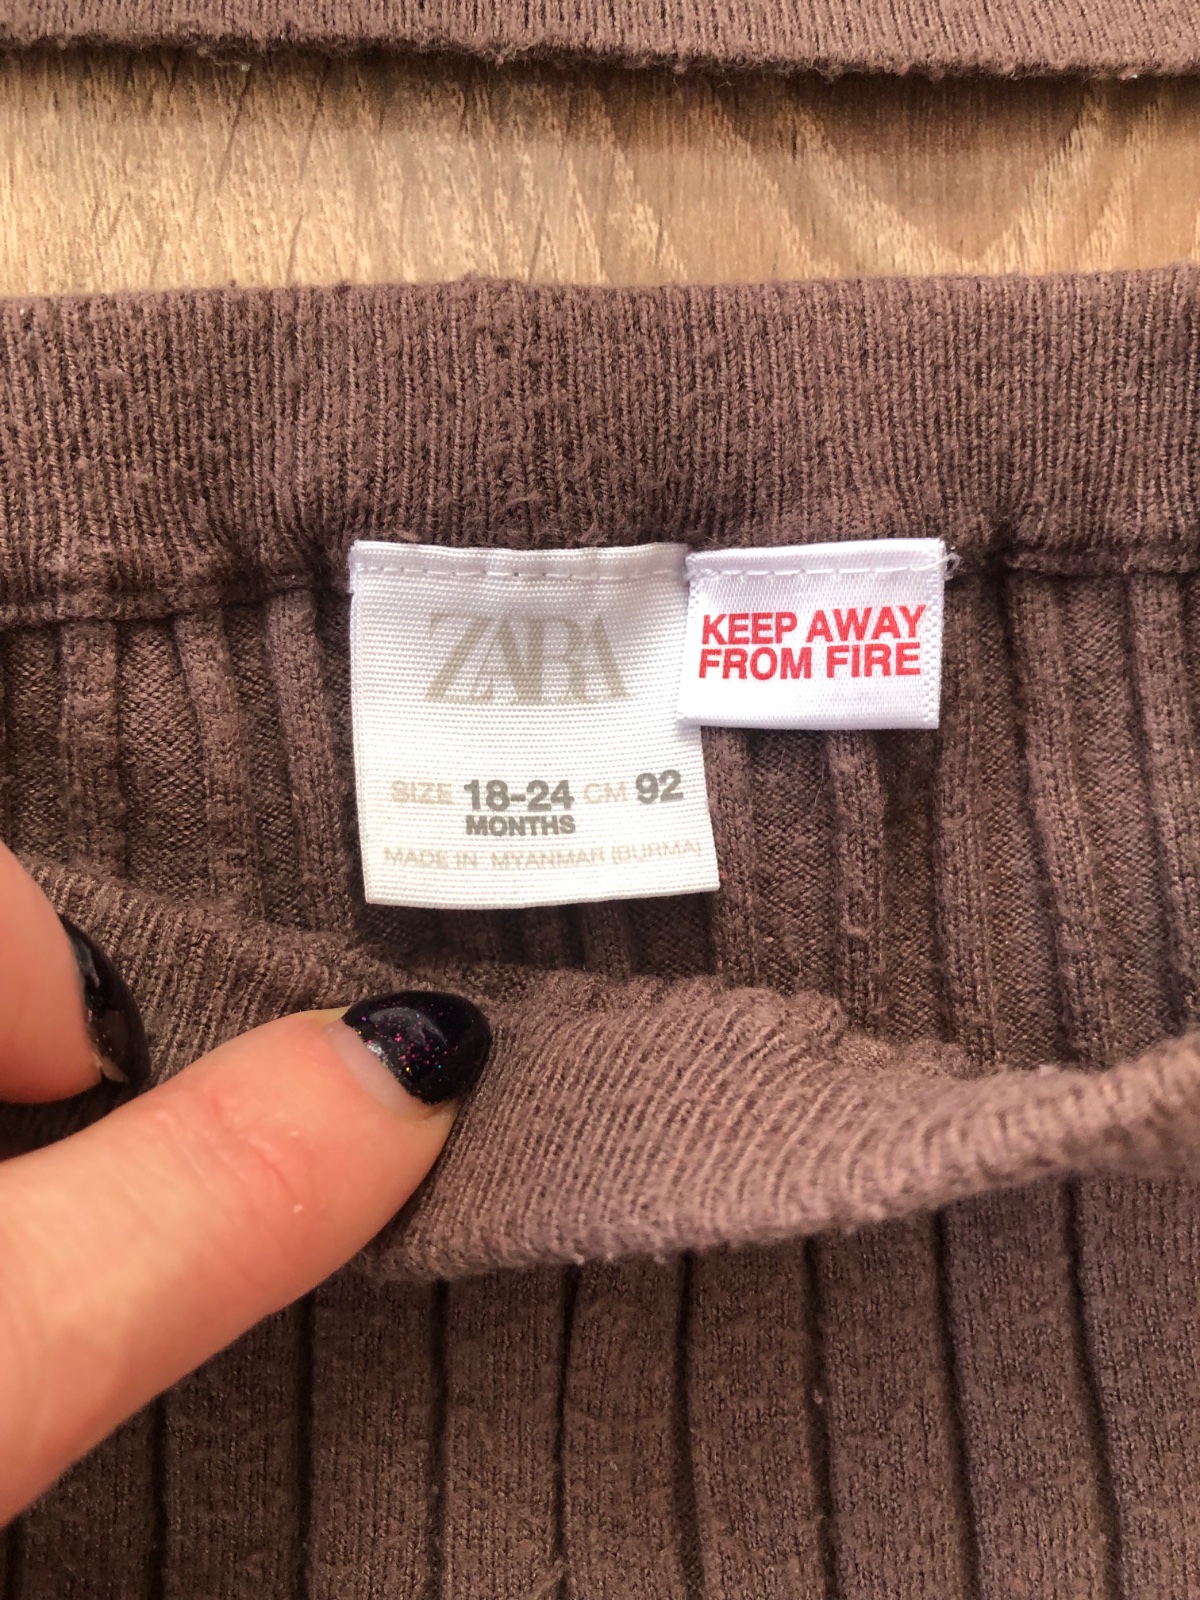 ZARA
SIZE 18-24 CM 92
MONTHS
MADE IN MYANMAR (BURMA)
KEEP AWAY
FROM FIRE